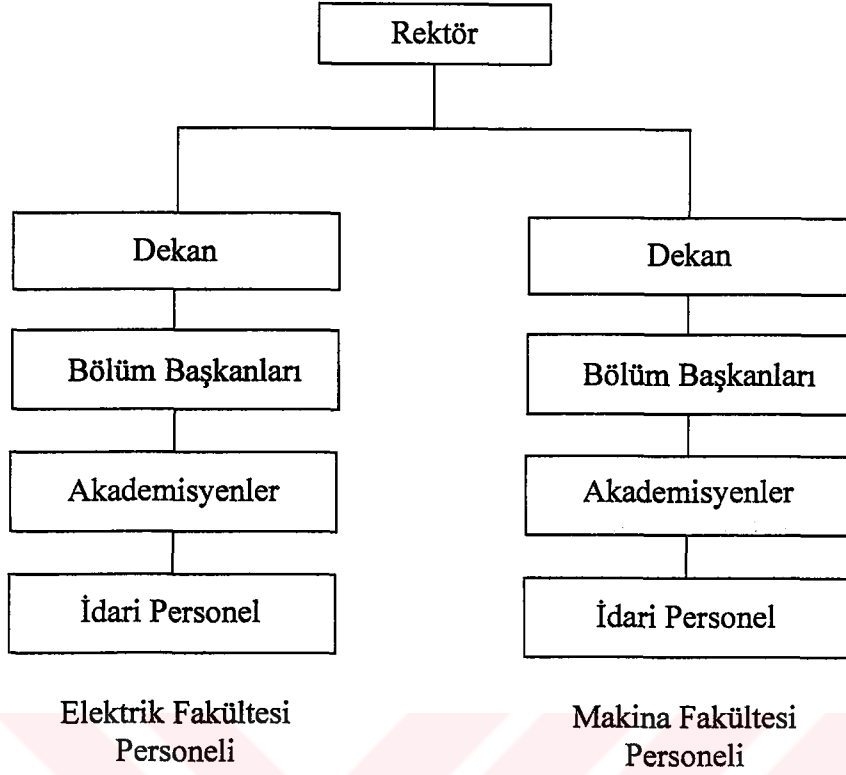 Rektör
Dekan
Bölüm Başkanları
Akademisyenler
İdari Personel
Elektrik Fakültesi
Personeli
Dekan
Bölüm Başkanları
Akademisyenler
İdari Personel
Makina Fakültesi
Personeli